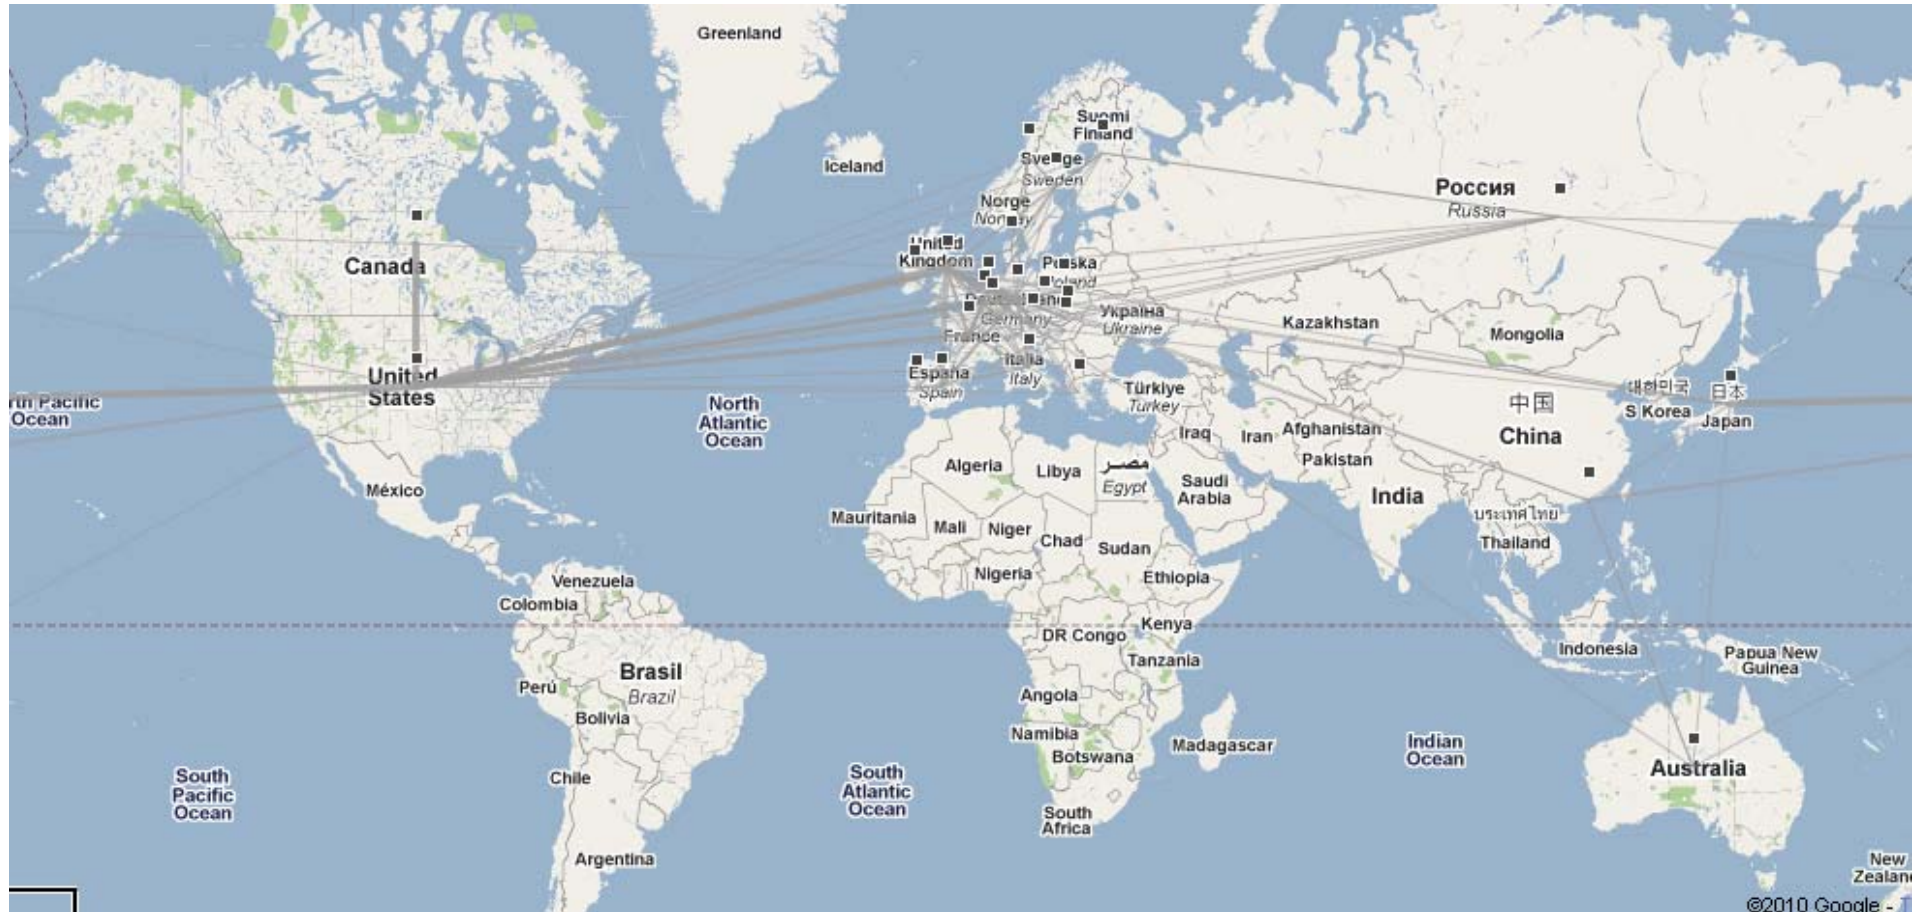 Greenland
Iceland
Suomi
Finland
Sverige
Sweden
Norge
Norway
Россия
Russia
United
Kingdom
Polska
Poland
Canada
Germany
Україна
Ukraine
France
Kazakhstan
Mongolia
United
States
Italia
Italy
España
Spain
Türkiye
Turkey
North
Atlantic
Ocean
North Pacific
Ocean
대한민국
S Korea
日本
Japan
中国
China
Iraq
Iran
Afghanistan
Pakistan
Algeria
Libya
مصر
Egypt
Saudi
Arabia
India
México
Mauritania
Mali
Niger
Chad
Sudan
ประเทศไทย
Thailand
Nigeria
Ethiopia
Venezuela
Colombia
DR Congo
Kenya
Tanzania
Indonesia
Papua New
Guinea
Brasil
Brazil
Perú
Bolivia
Angola
Namibia
Botswana
Madagascar
Indian
Ocean
Australia
Chile
South
Pacific
Ocean
South
Atlantic
Ocean
South
Africa
Argentina
New
Zealan
©2010 Google -